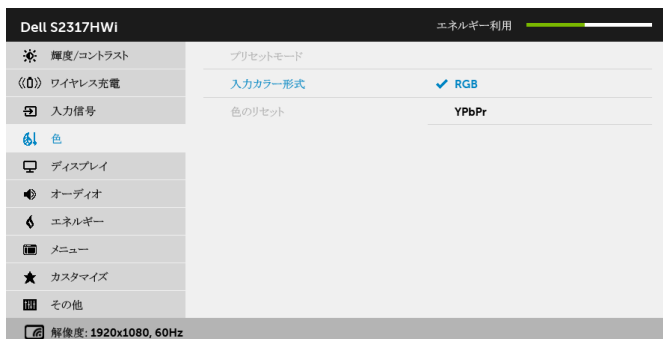 Dell S2317HWi
エネルギー利用
輝度/コントラスト
プリセットモード
ワイヤレス充電
入力カラー形式
RGB
入力信号
色のリセット
YPbPr
色
ディスプレイ
オーディオ
エネルギー
メニュー
カスタマイズ
その他
解像度: 1920x1080, 60Hz